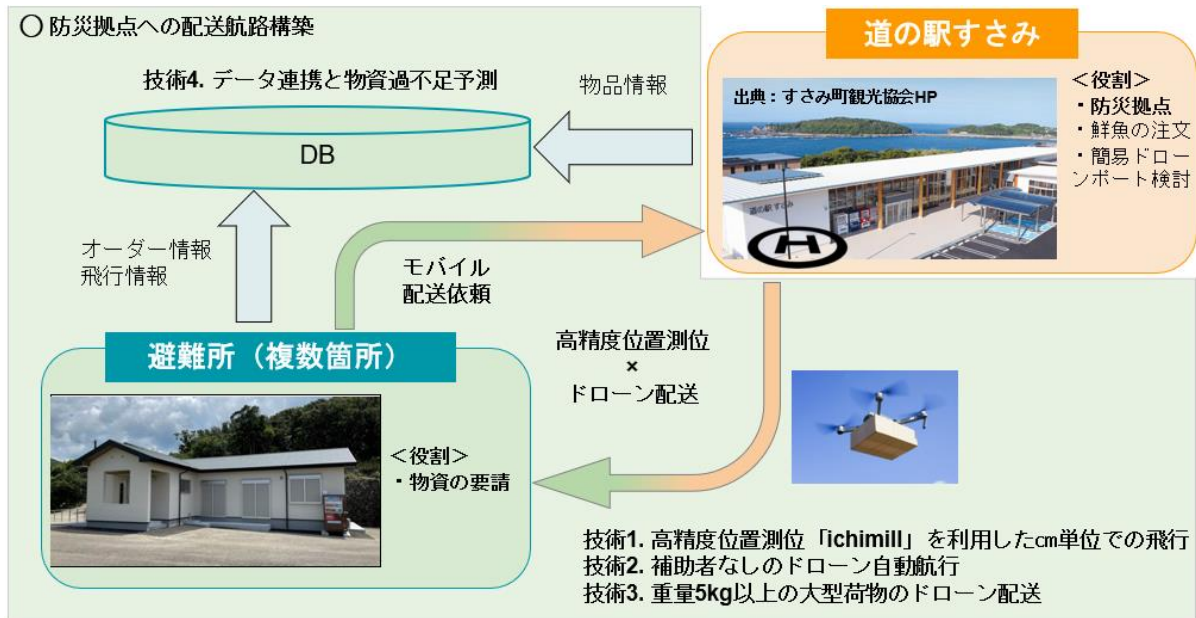 〇 防災拠点への配送航路構築
道の駅すさみ
技術4. データ連携と物資過不足予測
物品情報
DB
出典：すさみ町観光協会HP
道の駅 すさみ
H
＜役割＞
・防災拠点
・鮮魚の注文
・簡易ドロー
ンポート検討
オーダー情報
飛行情報
モバイル
配送依頼
高精度位置測位
×
ドローン配送
避難所（複数箇所）
＜役割＞
・物資の要請
技術1. 高精度位置測位「ichimill」を利用した㎝単位での飛行
技術2. 補助者なしのドローン自動航行
技術3. 重量5kg以上の大型荷物のドローン配送